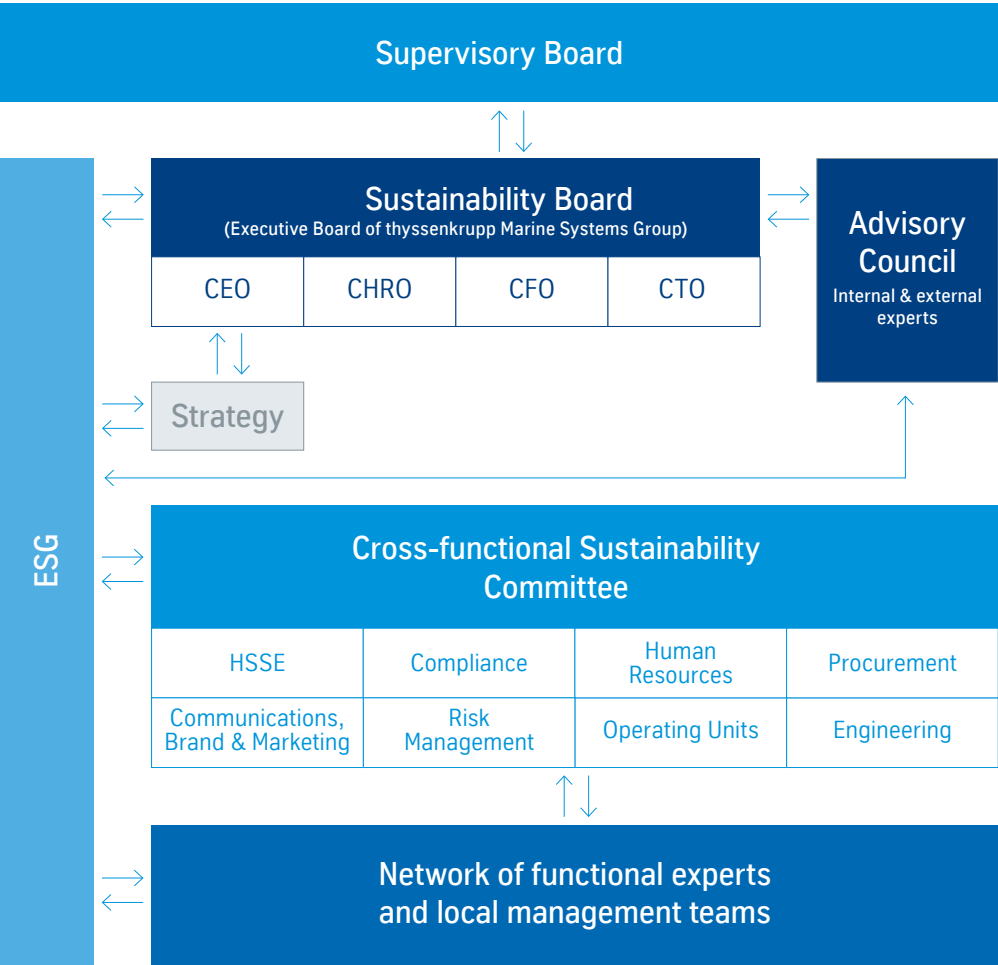 Supervisory Board
Sustainability Board
(Executive Board of thyssenkrupp Marine Systems Group)
CEO
CHRO
CFO
CTO
Advisory
Council
Internal & external
experts
Strategy
ESG
Cross-functional Sustainability
Committee
HSSE
Compliance
Human
Resources
Procurement
Communications,
Brand & Marketing
Risk
Management
Operating Units
Engineering
Network of functional experts
and local management teams